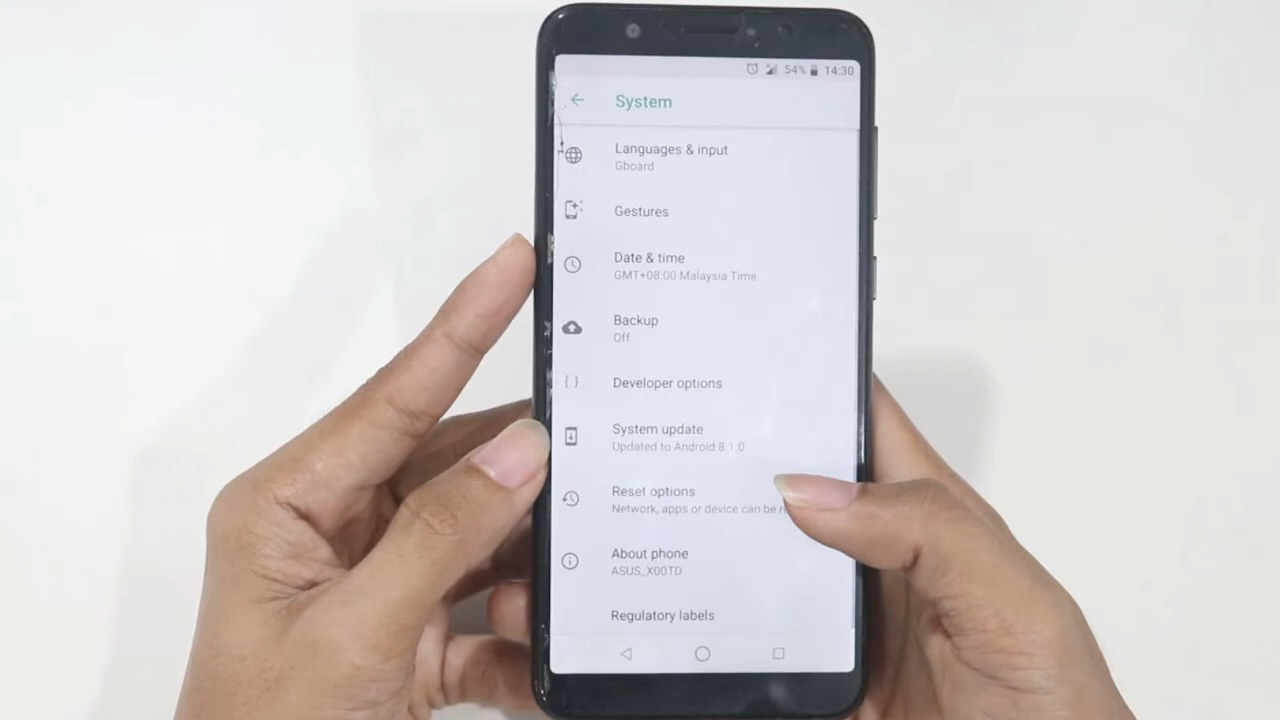 54% 14:30
System
Languages & input
Gboard
Gestures
Date & time
GMT+08:00 Malaysia Time
Backup
Off
{ } Developer options
System update
Updated to Android 8.1.0
Reset options
Network, apps or device can be
About phone
ASUS_X00TD
Regulatory labels